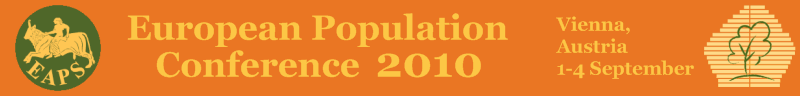 EAPS
European Population
Conference 2010
Vienna,
Austria
1-4 September